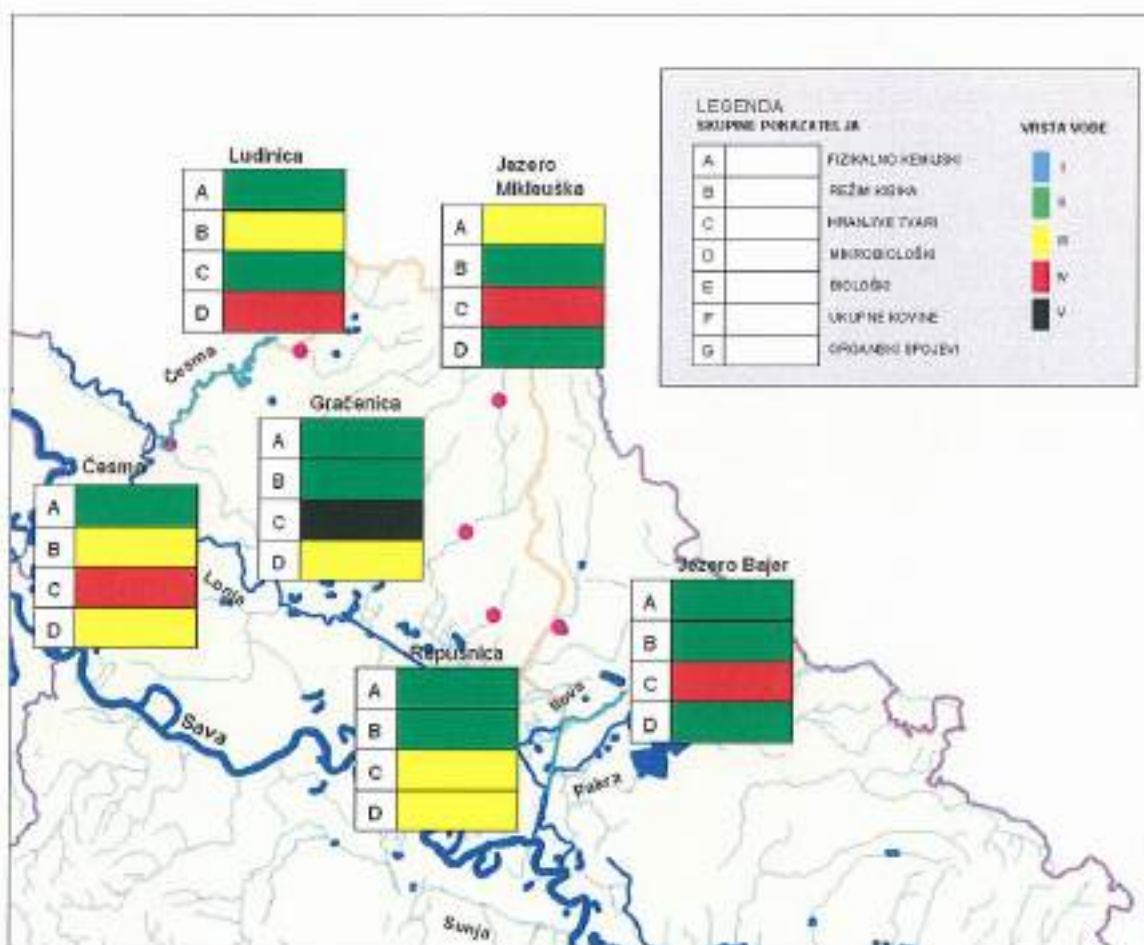 LEGENDA
SKUPINE POKAZATELJA
VRSTA VODE
A FIZIKALNO KEMIJSKI
B REŽIM KISIKA
C HRANJIVE TVARI
D MIKROBIOLOŠKI
E BIOLOŠKI
F UKUPNE KOVINE
G ORGANSKI SPOJEVI
I
II
III
IV
V
Ludinica
A
B
C
D
Jezero
Mikleuška
A
B
C
D
Česma
Gračenica
A
B
C
D
Česma
A
B
C
D
Lonja
Jezero Bajer
A
B
C
D
Repušnica
A
B
C
D
Ilova
Sava
Pakra
Sunja